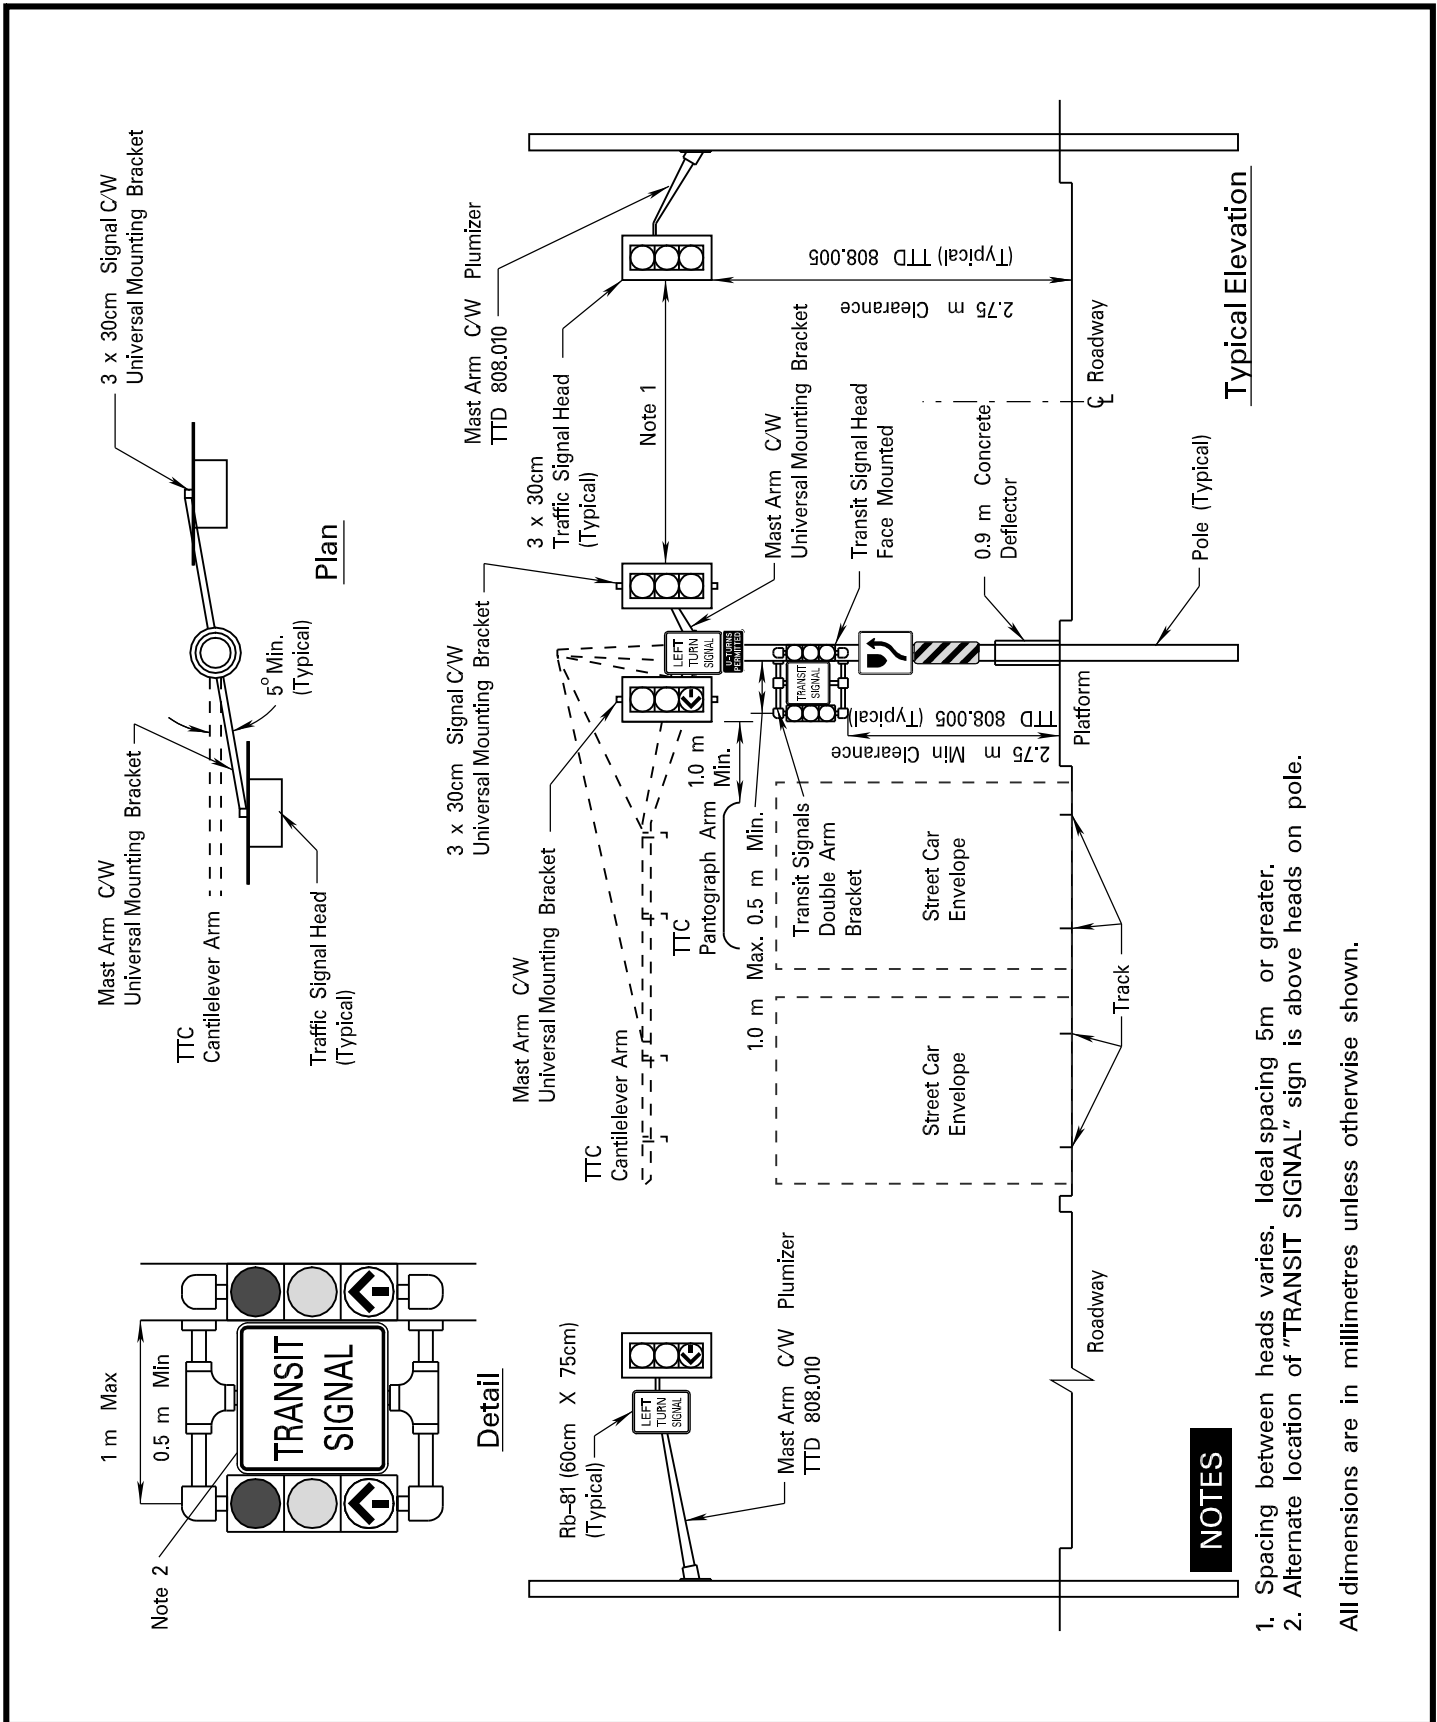 Note 2
1 m Max
0.5 m Min
TRANSIT
SIGNAL
Detail
Mast Arm C/W
Universal Mounting Bracket
TTC
Cantilelever Arm
Traffic Signal Head
(Typical)
5° Min.
(Typical)
3 x 30cm Signal C/W
Universal Mounting Bracket
Plan
Rb-81 (60cm X 75cm)
(Typical)
LEFT
TURN
SIGNAL
Mast Arm C/W Plumizer
TTD 808.010
Roadway
3 x 30cm Signal C/W
Universal Mounting Bracket
Mast Arm C/W
Universal Mounting Bracket
TTC
Cantilelever Arm
TTC
Pantograph Arm
1.0 m
Min.
1.0 m Max. 0.5 m Min.
Transit Signals
Double Arm
Bracket
Street Car
Envelope
Street Car
Envelope
Track
LEFT
TURN
SIGNAL
U-TURNS
PERMITTED
TRANSIT
SIGNAL
2.75 m Min Clearance
TTD 808.005 (Typical)
Platform
Mast Arm C/W Plumizer
TTD 808.010
3 x 30cm
Traffic Signal Head
(Typical)
Note 1
Mast Arm C/W
Universal Mounting Bracket
Transit Signal Head
Face Mounted
0.9 m Concrete
Deflector
2.75 m Clearance
(Typical) TTD 808.005
CL Roadway
Pole (Typical)
Typical Elevation
NOTES
1. Spacing between heads varies. Ideal spacing 5m or greater.
2. Alternate location of "TRANSIT SIGNAL" sign is above heads on pole.
All dimensions are in millimetres unless otherwise shown.